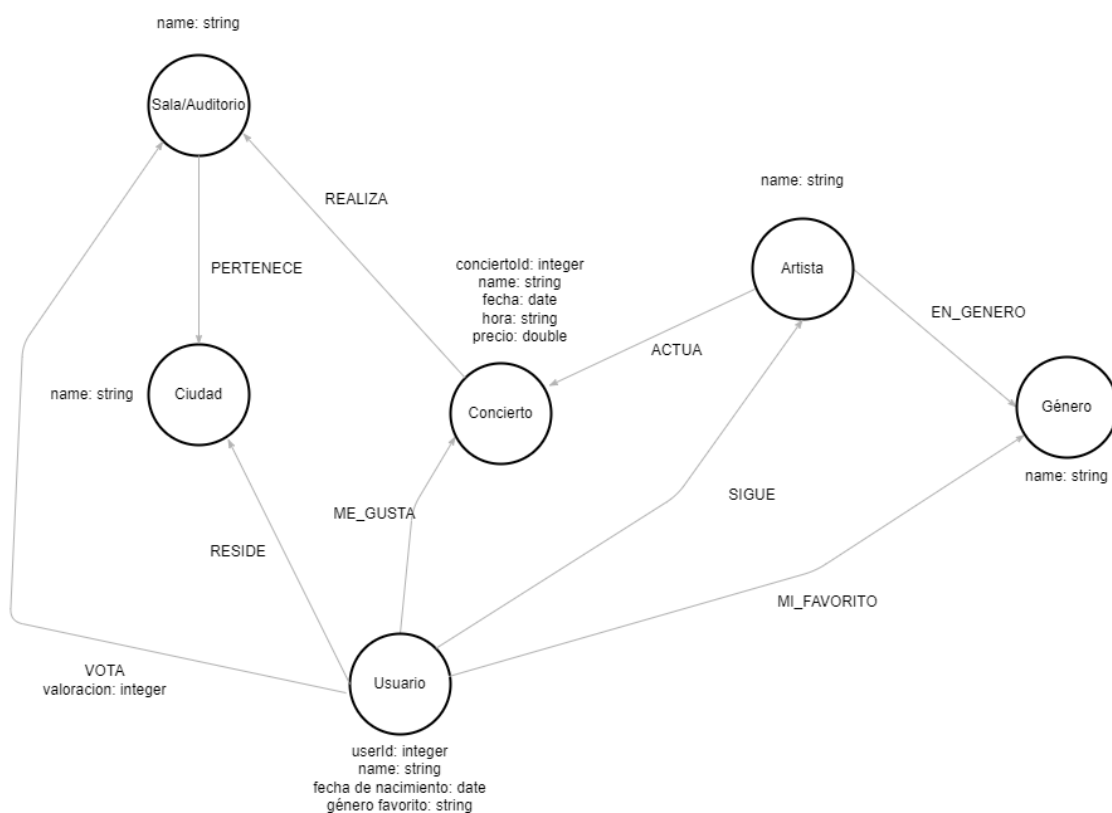 name: string
Sala/Auditorio
REALIZA
name: string
PERTENECE
conciertoId: integer
name: string
fecha: date
hora: string
precio: double
Artista
EN_GENERO
ACTUA
name: string
Ciudad
Concierto
Género
name: string
ME_GUSTA
SIGUE
RESIDE
MI_FAVORITO
VOTA
valoracion: integer
Usuario
userId: integer
name: string
fecha de nacimiento: date
género favorito: string